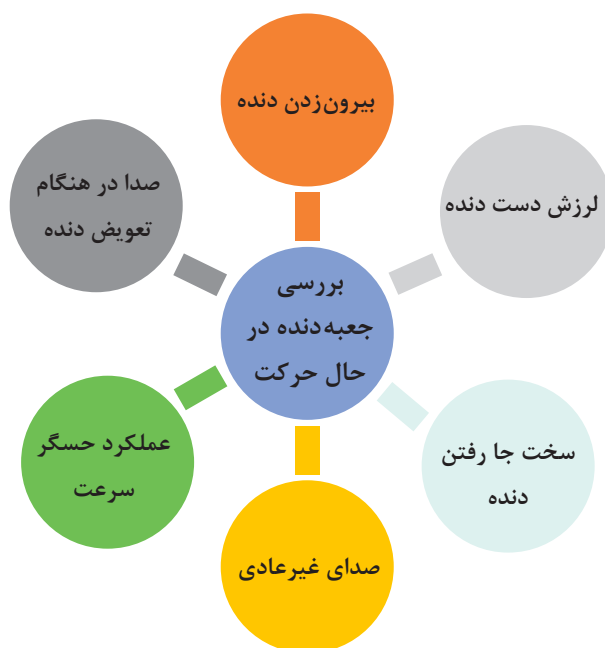 بیرون‌زدن دنده
لرزش دست دنده
سخت جا رفتن
دنده
صدای غیرعادی
عملکرد حسگر
سرعت
صدا در هنگام
تعویض دنده
بررسی
جعبه‌دنده در
حال حرکت